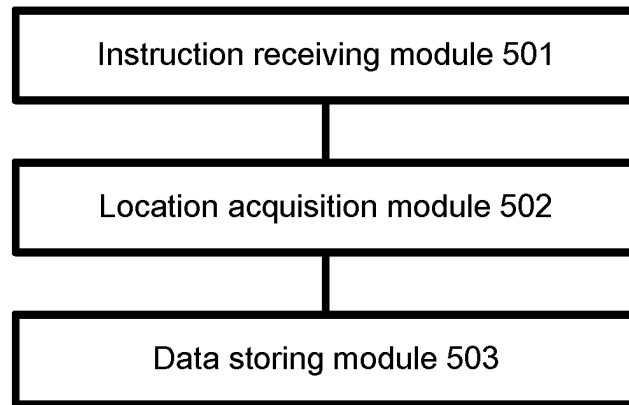 Instruction receiving module 501
Location acquisition module 502
Data storing module 503